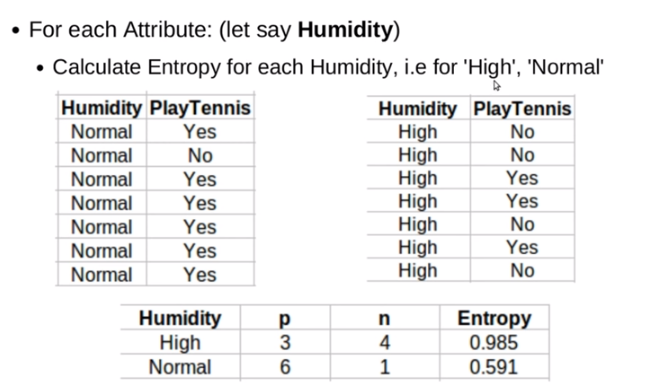 • For each Attribute: (let say Humidity)
• Calculate Entropy for each Humidity, i.e for 'High', 'Normal'
Humidity PlayTennis
Normal Yes
Normal No
Normal Yes
Normal Yes
Normal Yes
Normal Yes
Normal Yes
Humidity PlayTennis
High No
High No
High Yes
High Yes
High No
High Yes
High No
Humidity p n Entropy
High 3 4 0.985
Normal 6 1 0.591